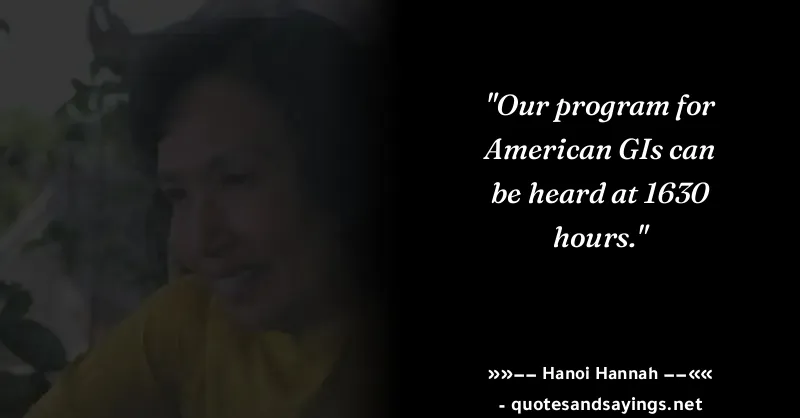 "Our program for
American GIs can
be heard at 1630
hours."
»»–– Hanoi Hannah ––««
- quotesandsayings.net